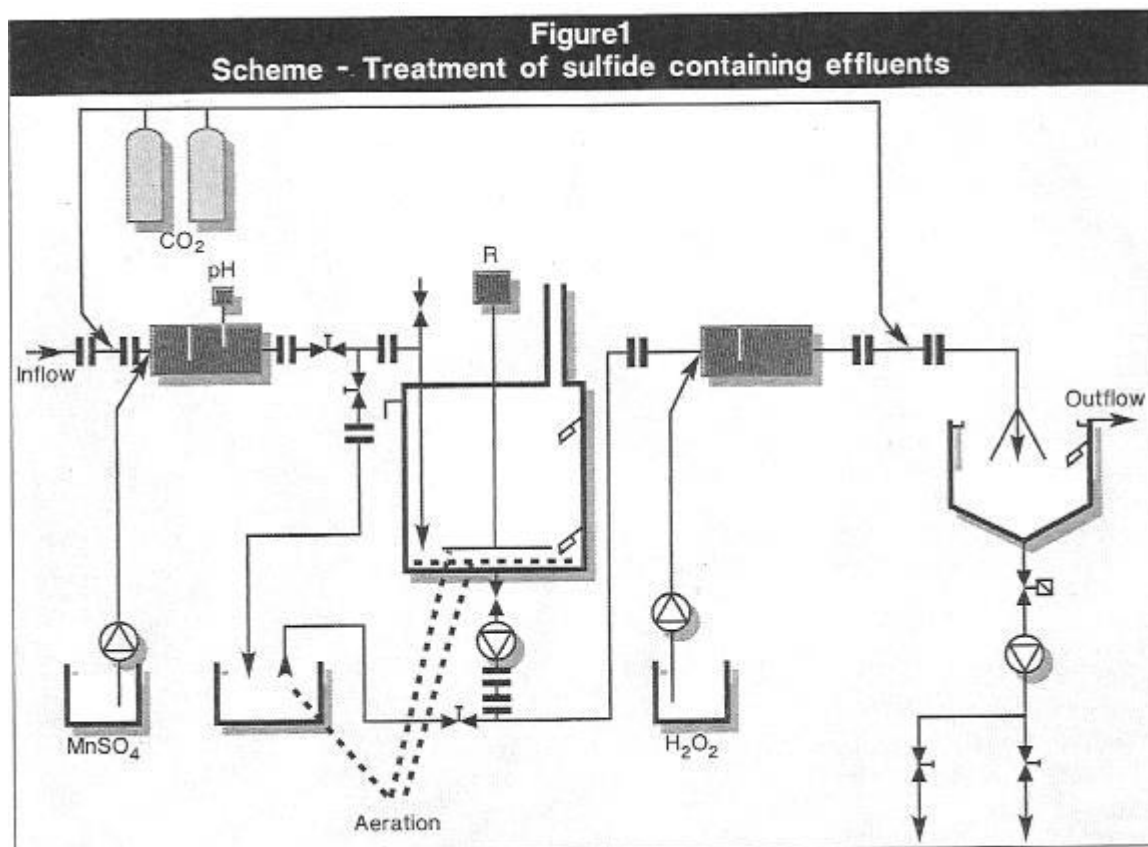 Figure1
Scheme - Treatment of sulfide containing effluents
CO2
pH
R
Inflow
Outflow
MnSO4
H2O2
Aeration